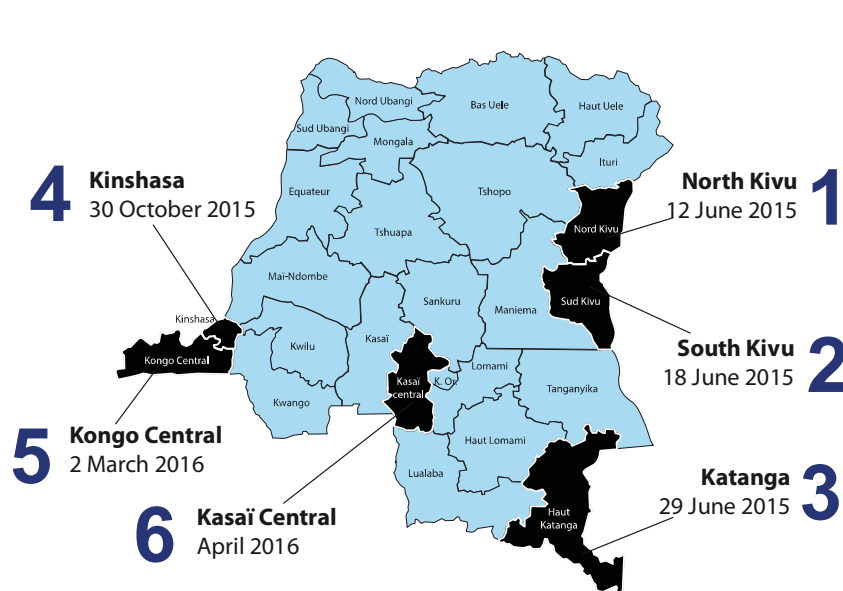 Nord Ubangi
Bas Uele
Haut Uele
Sud Ubangi
Mongala
Ituri
4
Kinshasa
30 October 2015
Equateur
Tshopo
North Kivu
12 June 2015
1
Tshuapa
Nord Kivu
Maï-Ndombe
Sankuru
Maniema
Sud Kivu
Kinshasa
Kongo Central
Kwilu
Kasaï
Lomami
South Kivu
18 June 2015
2
Kasaï
central
K. Or.
Tanganyika
Kwango
5
Kongo Central
2 March 2016
Haut Lomami
Lualaba
Katanga
29 June 2015
3
6
Kasaï Central
April 2016
Haut
Katanga